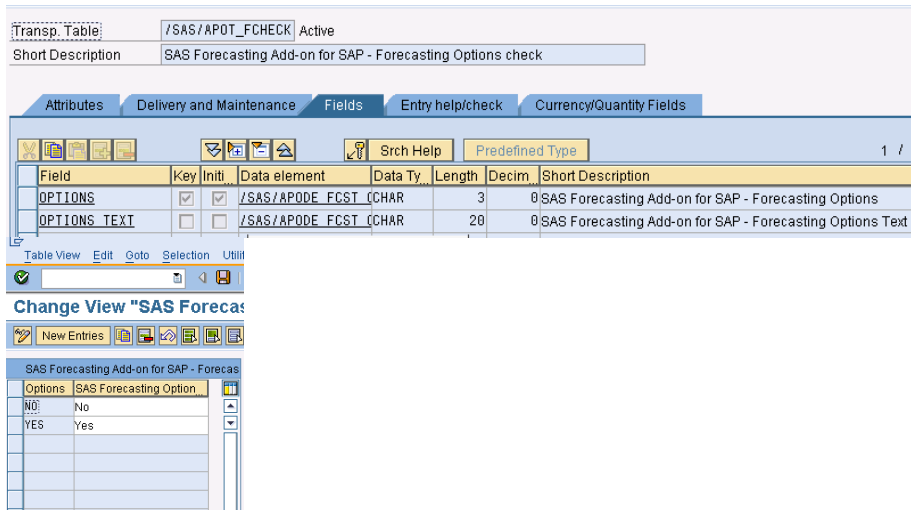 Transp. Table /SAS/APOT_FCHECK Active
Short Description SAS Forecasting Add-on for SAP - Forecasting Options check
Attributes Delivery and Maintenance Fields Entry help/check Currency/Quantity Fields
Srch Help Predefined Type 1 /
Field Key Initi... Data element Data Ty... Length Decim... Short Description
OPTIONS /SAS/APODE_FCST_O CHAR 3 0 SAS Forecasting Add-on for SAP - Forecasting Options
OPTIONS_TEXT /SAS/APODE_FCST_O CHAR 20 0 SAS Forecasting Add-on for SAP - Forecasting Options Text
Table View Edit Goto Selection Utilit
Change View "SAS Forecas
New Entries
SAS Forecasting Add-on for SAP - Forecas
Options SAS Forecasting Option...
NO No
YES Yes